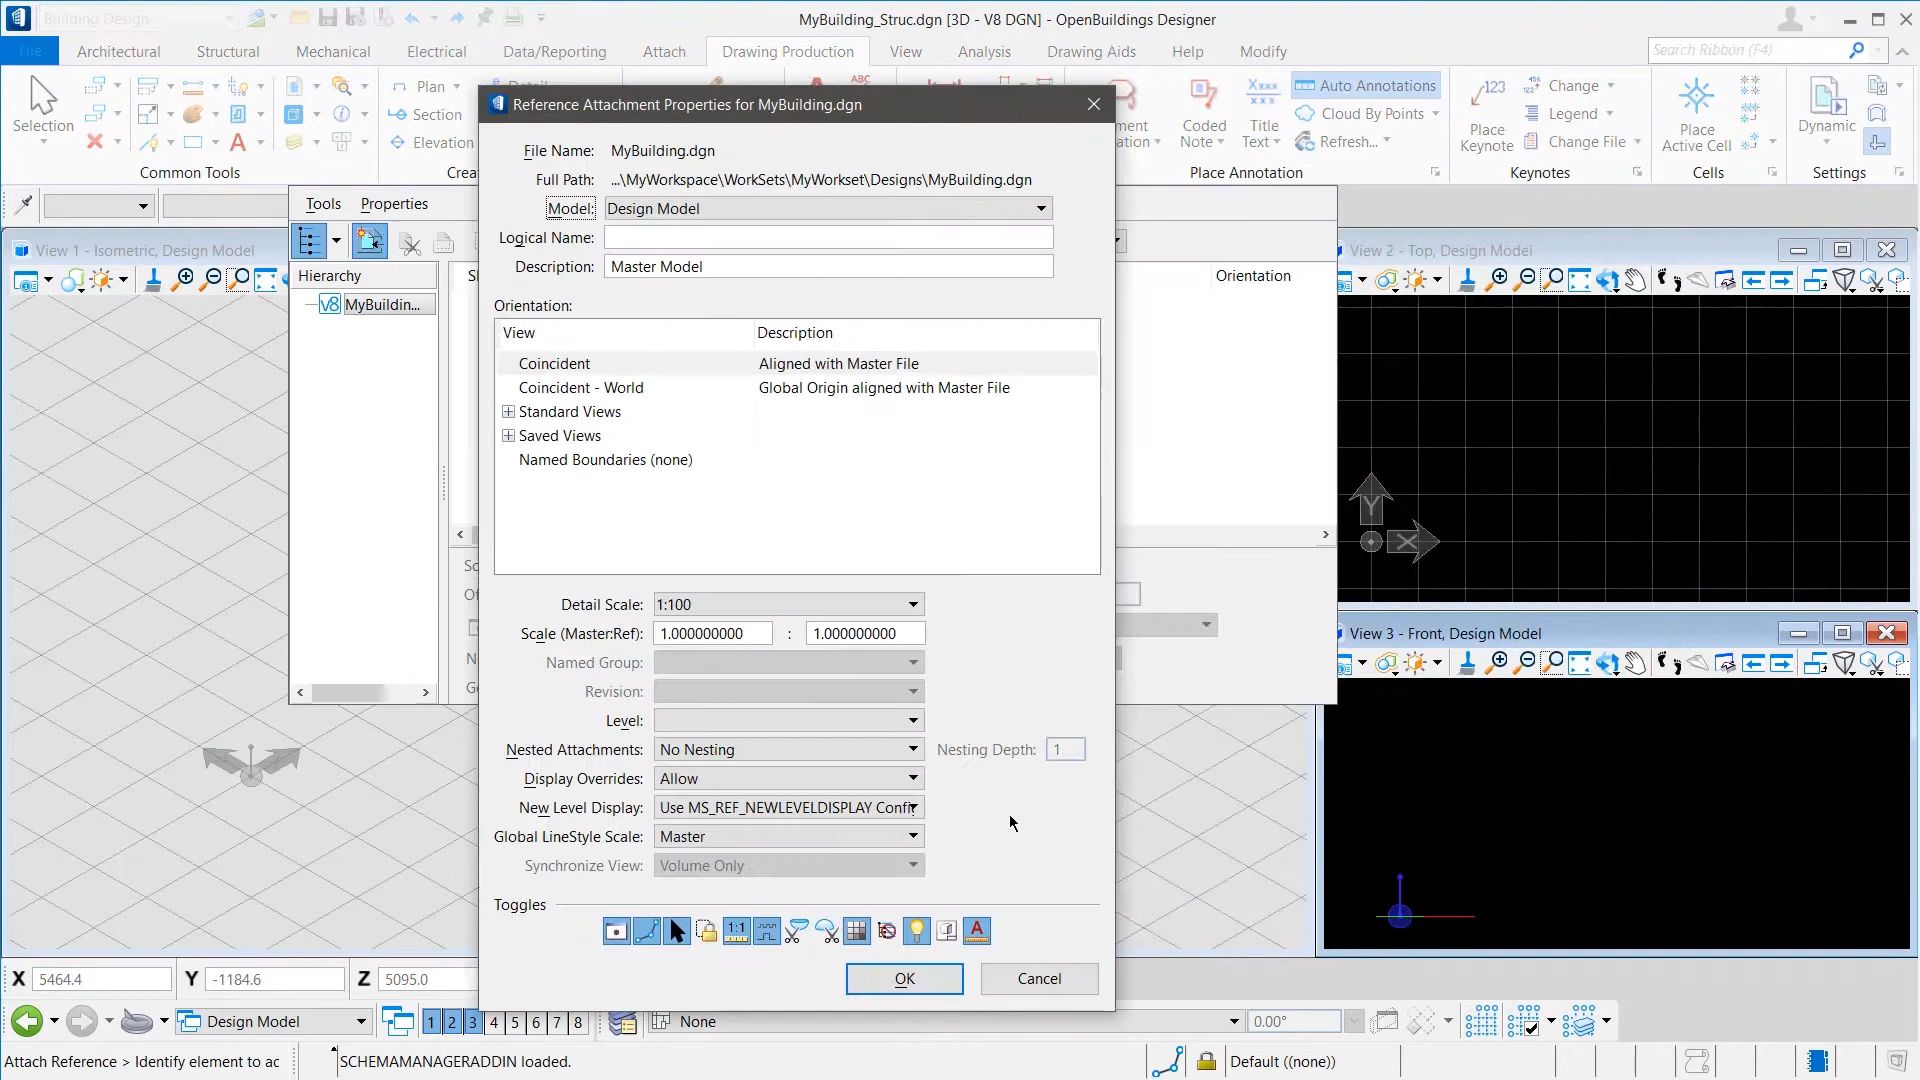 Building Design
MyBuilding_Struc.dgn [3D - V8 DGN] - OpenBuildings Designer
File
Architectural
Structural
Mechanical
Electrical
Data/Reporting
Attach
Drawing Production
View
Analysis
Drawing Aids
Help
Modify
Search Ribbon (F4)
Selection
Common Tools
Plan
Section
Elevation
Coded
Note
Title
Text
Auto Annotations
Cloud By Points
Refresh...
Place Annotation
Place
Keynote
Change
Legend
Change File
Keynotes
Place
Active Cell
Cells
Dynamic
Settings
Reference Attachment Properties for MyBuilding.dgn
File Name: MyBuilding.dgn
Full Path: ...\MyWorkspace\WorkSets\MyWorkset\Designs\MyBuilding.dgn
Model: Design Model
Logical Name:
Description: Master Model
Orientation:
View Description
Coincident Aligned with Master File
Coincident - World Global Origin aligned with Master File
Standard Views
Saved Views
Named Boundaries (none)
Detail Scale: 1:100
Scale (Master:Ref): 1.000000000 : 1.000000000
Named Group:
Revision:
Level:
Nested Attachments: No Nesting Nesting Depth: 1
Display Overrides: Allow
New Level Display: Use MS_REF_NEWLEVELDISPLAY Confi
Global LineStyle Scale: Master
Synchronize View: Volume Only
Toggles
1:1
A
OK
Cancel
Tools Properties
Hierarchy
V8 MyBuildin...
Orientation
View 1 - Isometric, Design Model
View 2 - Top, Design Model
Y
X
View 3 - Front, Design Model
X 5464.4 Y -1184.6 Z 5095.0
Design Model
1 2 3 4 5 6 7 8
None
0.00°
Attach Reference > Identify element to ac
SCHEMAMANAGERADDIN loaded.
Default ((none))